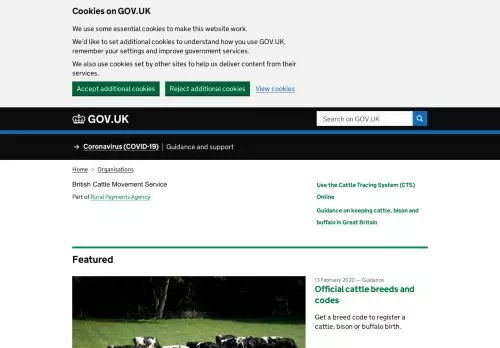 Cookies on GOV.UK
We use some essential cookies to make this website work.
We'd like to set additional cookies to understand how you use GOV.UK,
remember your settings and improve government services.
We also use cookies set by other sites to help us deliver content from their
services.
Accept additional cookies
Reject additional cookies
View cookies
GOV.UK
Search on GOV.UK
→ Coronavirus (COVID-19) | Guidance and support
Home > Organisations
British Cattle Movement Service
Part of Rural Payments Agency
Use the Cattle Tracing System (CTS)
Online
Guidance on keeping cattle, bison and
buffalo in Great Britain
Featured
13 February 2020 — Guidance
Official cattle breeds and
codes
Get a breed code to register a
cattle, bison or buffalo birth.